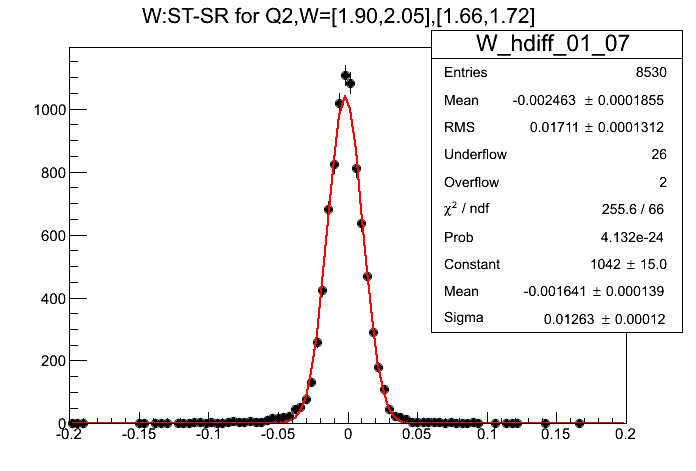 W:ST-SR for Q2,W=[1.90,2.05],[1.66,1.72]
W_hdiff_01_07
Entries 8530
Mean -0.002463 ± 0.0001855
RMS 0.01711 ± 0.0001312
Underflow 26
Overflow 2
χ² / ndf 255.6 / 66
Prob 4.132e-24
Constant 1042 ± 15.0
Mean -0.001641 ± 0.000139
Sigma 0.01263 ± 0.00012
1000
800
600
400
200
0
-0.2 -0.15 -0.1 -0.05 0 0.05 0.1 0.15 0.2